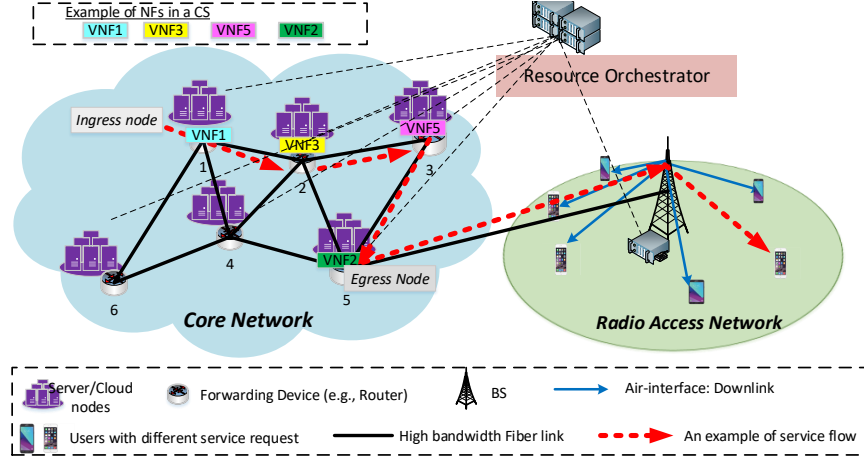 Example of NFs in a CS
VNF1 VNF3 VNF5 VNF2
Resource Orchestrator
Ingress node
VNF1
VNF3
VNF5
1
2
3
4
VNF2
Egress Node
5
6
Core Network
Radio Access Network
Server/Cloud
nodes
Forwarding Device (e.g., Router)
BS
Air-interface: Downlink
Users with different service request
High bandwidth Fiber link
An example of service flow